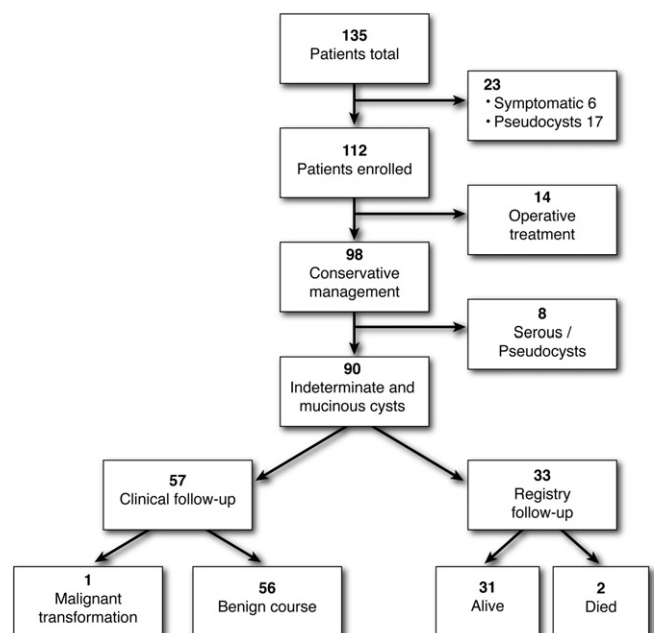 135
Patients total
23
• Symptomatic 6
• Pseudocysts 17
112
Patients enrolled
14
Operative
treatment
98
Conservative
management
8
Serous /
Pseudocysts
90
Indeterminate and
mucinous cysts
57
Clinical follow-up
33
Registry
follow-up
1
Malignant
transformation
56
Benign course
31
Alive
2
Died